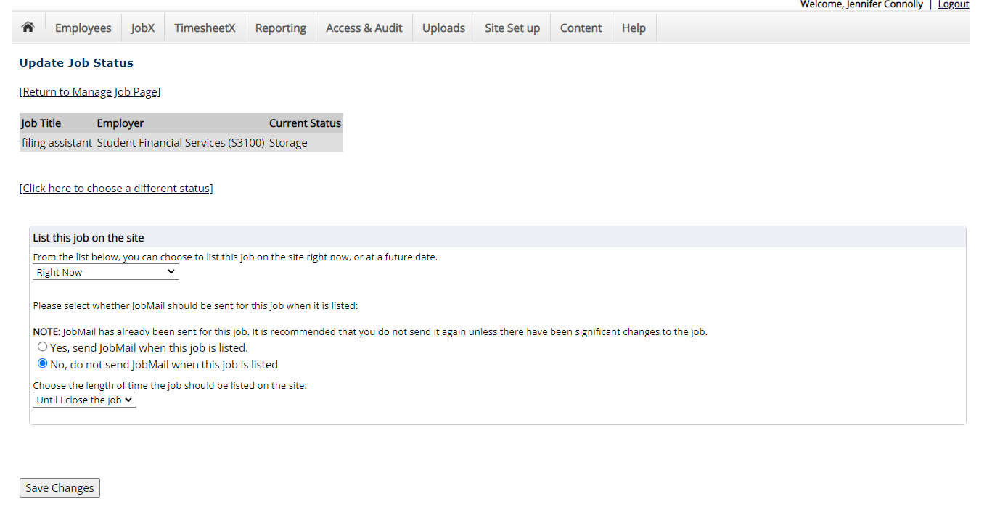 Welcome, Jennifer Connolly | Logout
Employees JobX TimesheetX Reporting Access & Audit Uploads Site Set up Content Help
Update Job Status
[Return to Manage Job Page]
Job Title Employer Current Status
filing assistant Student Financial Services (S3100) Storage
[Click here to choose a different status]
List this job on the site
From the list below, you can choose to list this job on the site right now, or at a future date.
Right Now
Please select whether JobMail should be sent for this job when it is listed:
NOTE: JobMail has already been sent for this job. It is recommended that you do not send it again unless there have been significant changes to the job.
Yes, send JobMail when this job is listed.
No, do not send JobMail when this job is listed
Choose the length of time the job should be listed on the site:
Until I close the job
Save Changes